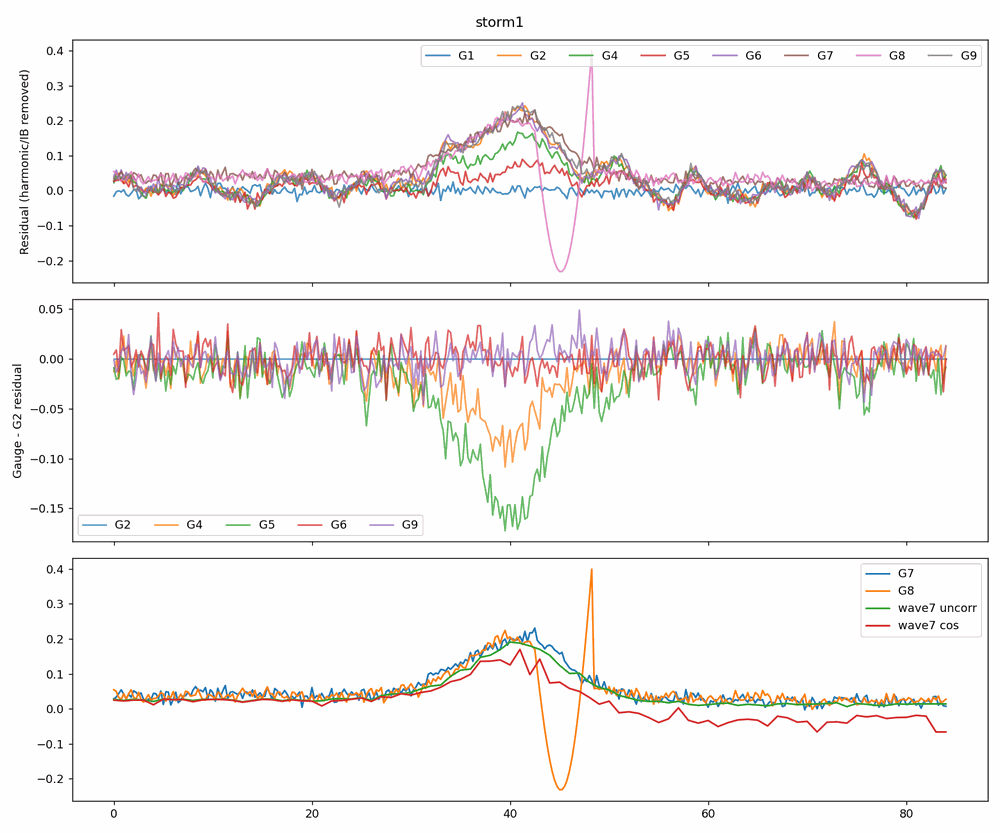 storm1
Residual (harmonic/IB removed)
0.4
0.3
0.2
0.1
0.0
−0.1
−0.2
G1 G2 G4 G5 G6 G7 G8 G9
Gauge - G2 residual
0.05
0.00
−0.05
−0.10
−0.15
G2 G4 G5 G6 G9
0.4
0.3
0.2
0.1
0.0
−0.1
−0.2
G7
G8
wave7 uncorr
wave7 cos
0 20 40 60 80